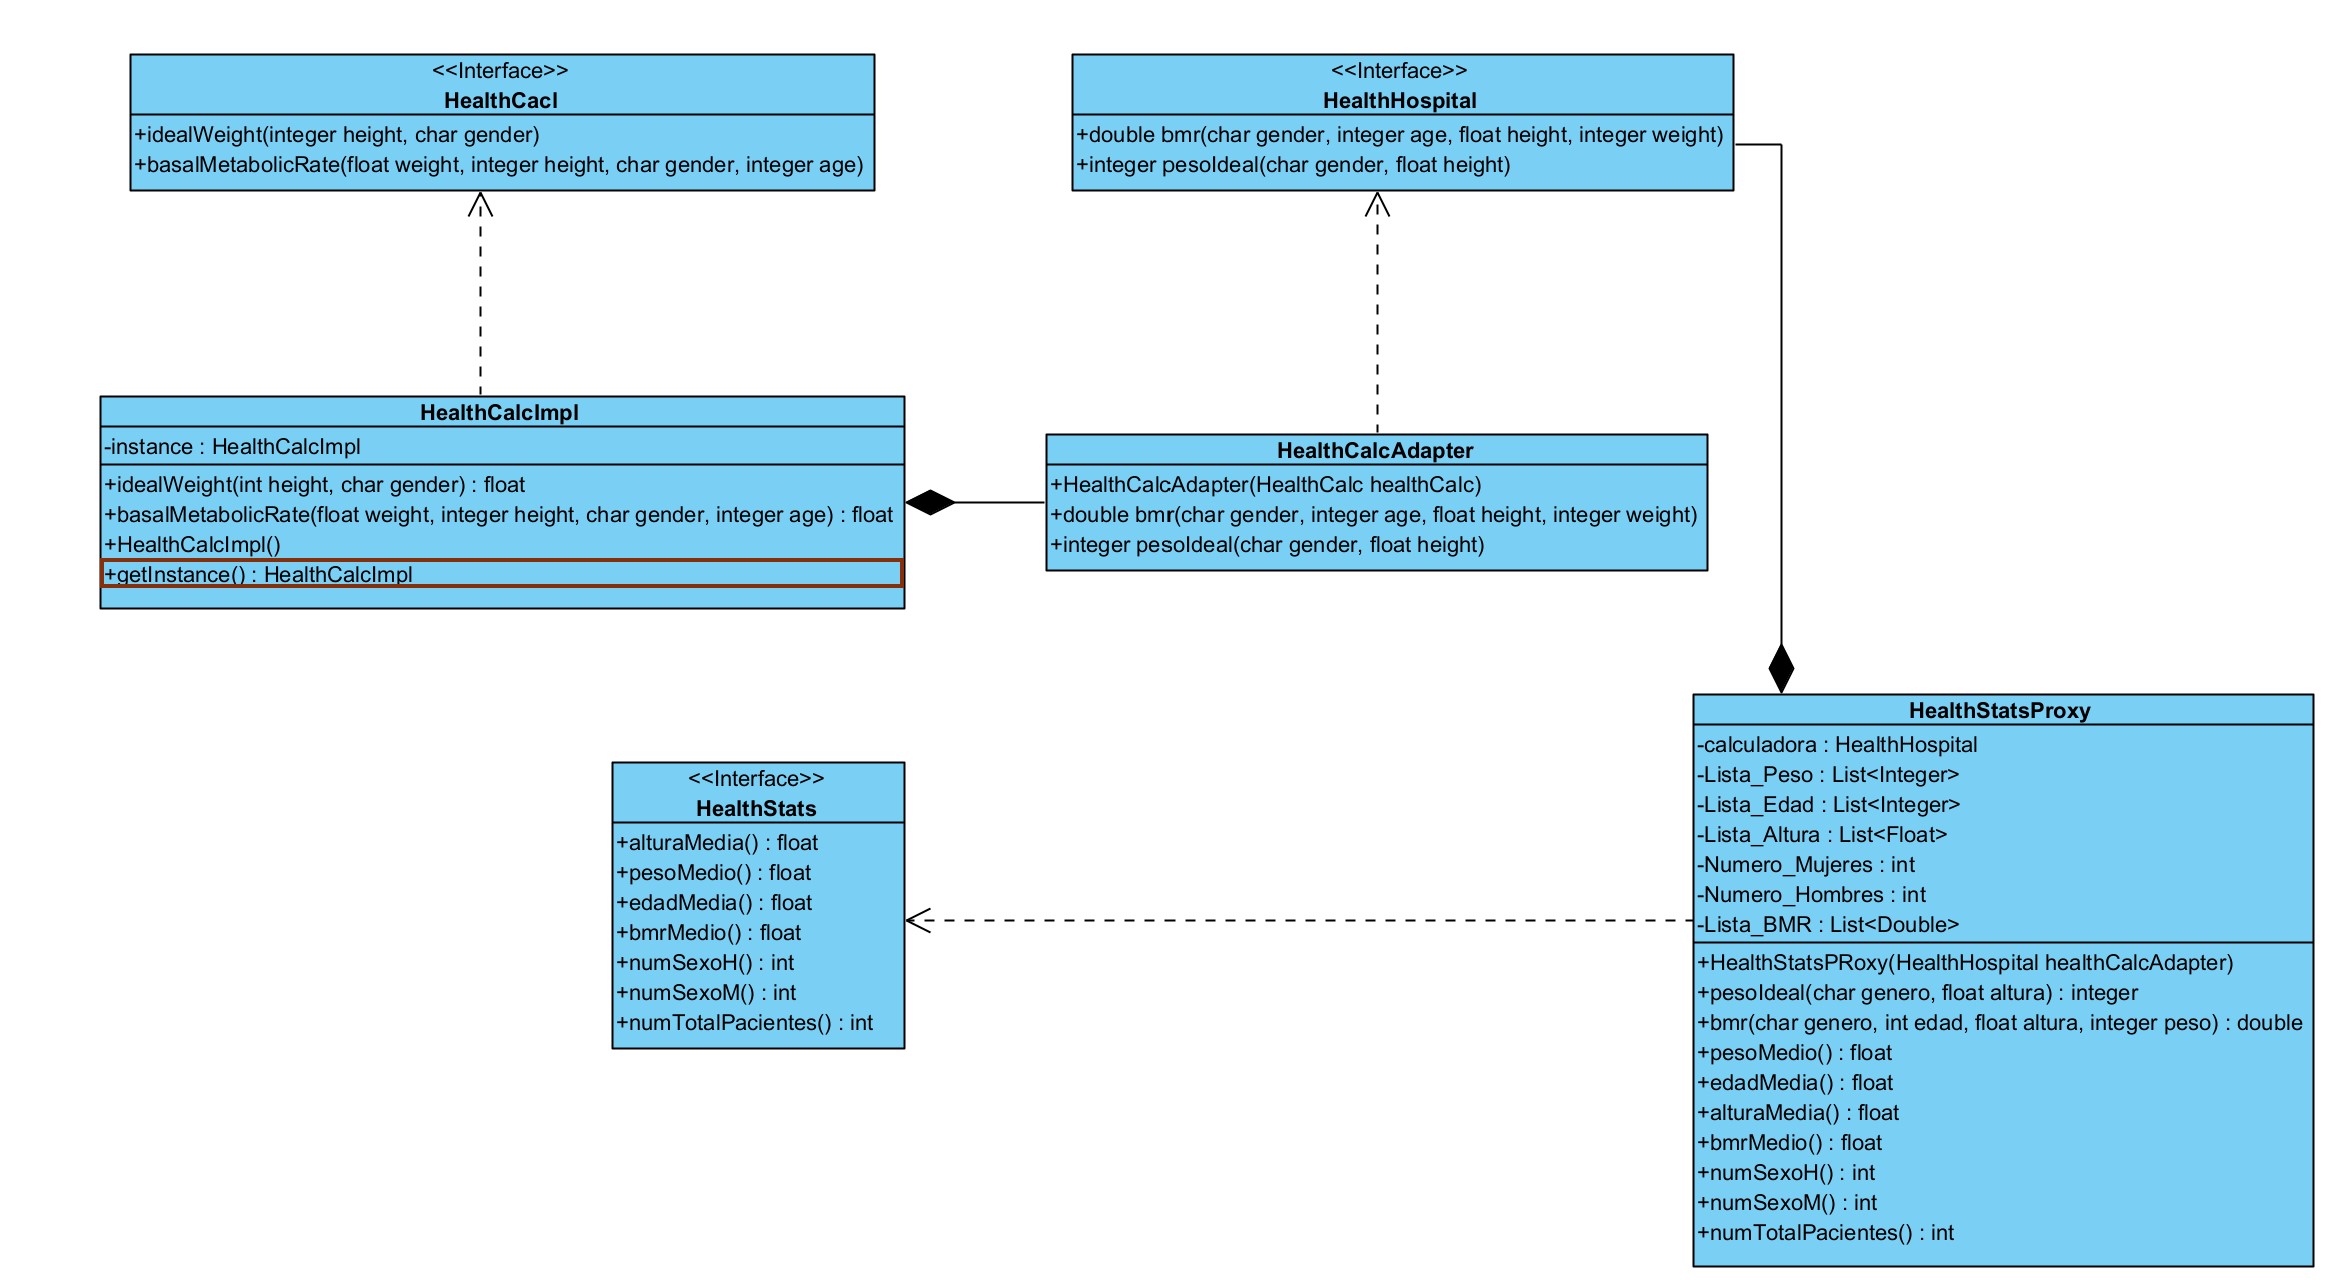 <<Interface>>
HealthCacl
+idealWeight(integer height, char gender)
+basalMetabolicRate(float weight, integer height, char gender, integer age)
<<Interface>>
HealthHospital
+double bmr(char gender, integer age, float height, integer weight)
+integer pesoIdeal(char gender, float height)
HealthCalcImpl
-instance : HealthCalcImpl
+idealWeight(int height, char gender) : float
+basalMetabolicRate(float weight, integer height, char gender, integer age) : float
+HealthCalcImpl()
+getInstance() : HealthCalcImpl
HealthCalcAdapter
+HealthCalcAdapter(HealthCalc healthCalc)
+double bmr(char gender, integer age, float height, integer weight)
+integer pesoIdeal(char gender, float height)
<<Interface>>
HealthStats
+alturaMedia() : float
+pesoMedio() : float
+edadMedia() : float
+bmrMedio() : float
+numSexoH() : int
+numSexoM() : int
+numTotalPacientes() : int
HealthStatsProxy
-calculadora : HealthHospital
-Lista_Peso : List<Integer>
-Lista_Edad : List<Integer>
-Lista_Altura : List<Float>
-Numero_Mujeres : int
-Numero_Hombres : int
-Lista_BMR : List<Double>
+HealthStatsPRoxy(HealthHospital healthCalcAdapter)
+pesoIdeal(char genero, float altura) : integer
+bmr(char genero, int edad, float altura, integer peso) : double
+pesoMedio() : float
+edadMedia() : float
+alturaMedia() : float
+bmrMedio() : float
+numSexoH() : int
+numSexoM() : int
+numTotalPacientes() : int